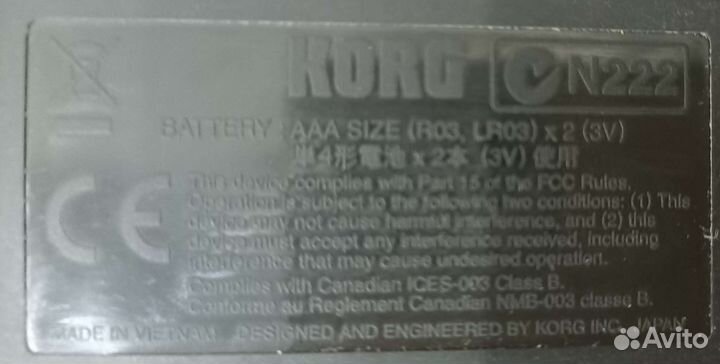 KORG N222
BATTERY : AAA SIZE (R03, LR03) x 2 (3V)
単4形電池 x 2本 (3V) 使用
This device complies with Part 15 of the FCC Rules.
Operation is subject to the following two conditions: (1) This
device may not cause harmful interference, and (2) this
device must accept any interference received, including
interference that may cause undesired operation.
Complies with Canadian ICES-003 Class B.
Conforme au Reglement Canadien NMB-003 classe B.
MADE IN VIETNAM DESIGNED AND ENGINEERED BY KORG INC. JAPAN
CE
Avito